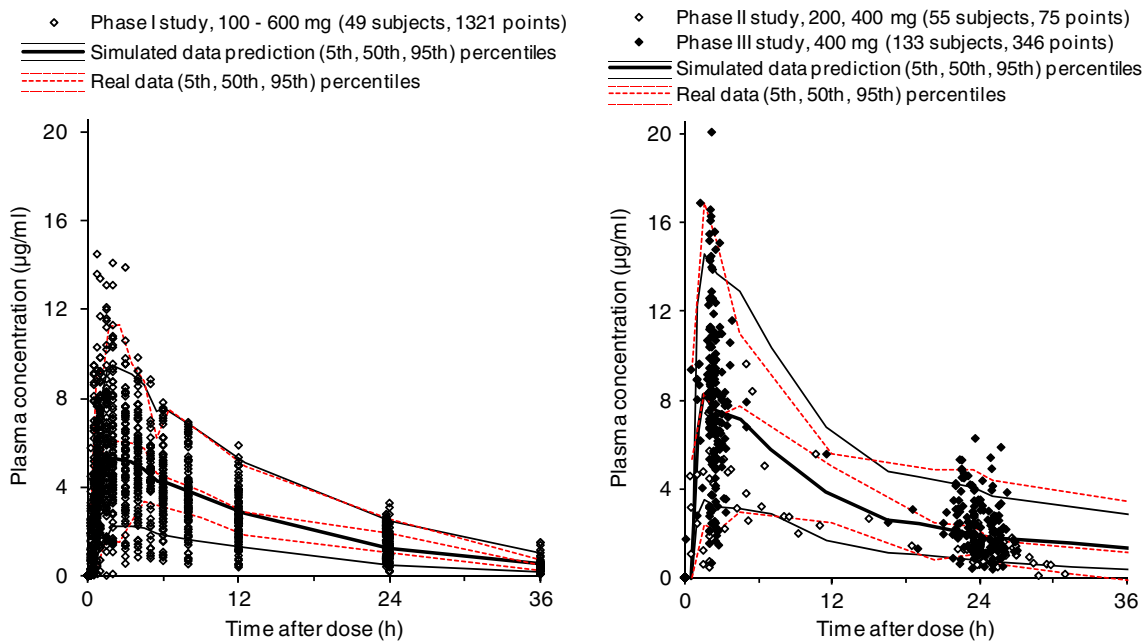 Phase I study, 100 - 600 mg (49 subjects, 1321 points)
Simulated data prediction (5th, 50th, 95th) percentiles
Real data (5th, 50th, 95th) percentiles
20
16
12
8
4
0
Plasma concentration (µg/ml)
0
12
24
36
Time after dose (h)
Phase II study, 200, 400 mg (55 subjects, 75 points)
Phase III study, 400 mg (133 subjects, 346 points)
Simulated data prediction (5th, 50th, 95th) percentiles
Real data (5th, 50th, 95th) percentiles
20
16
12
8
4
0
Plasma concentration (µg/ml)
0
12
24
36
Time after dose (h)